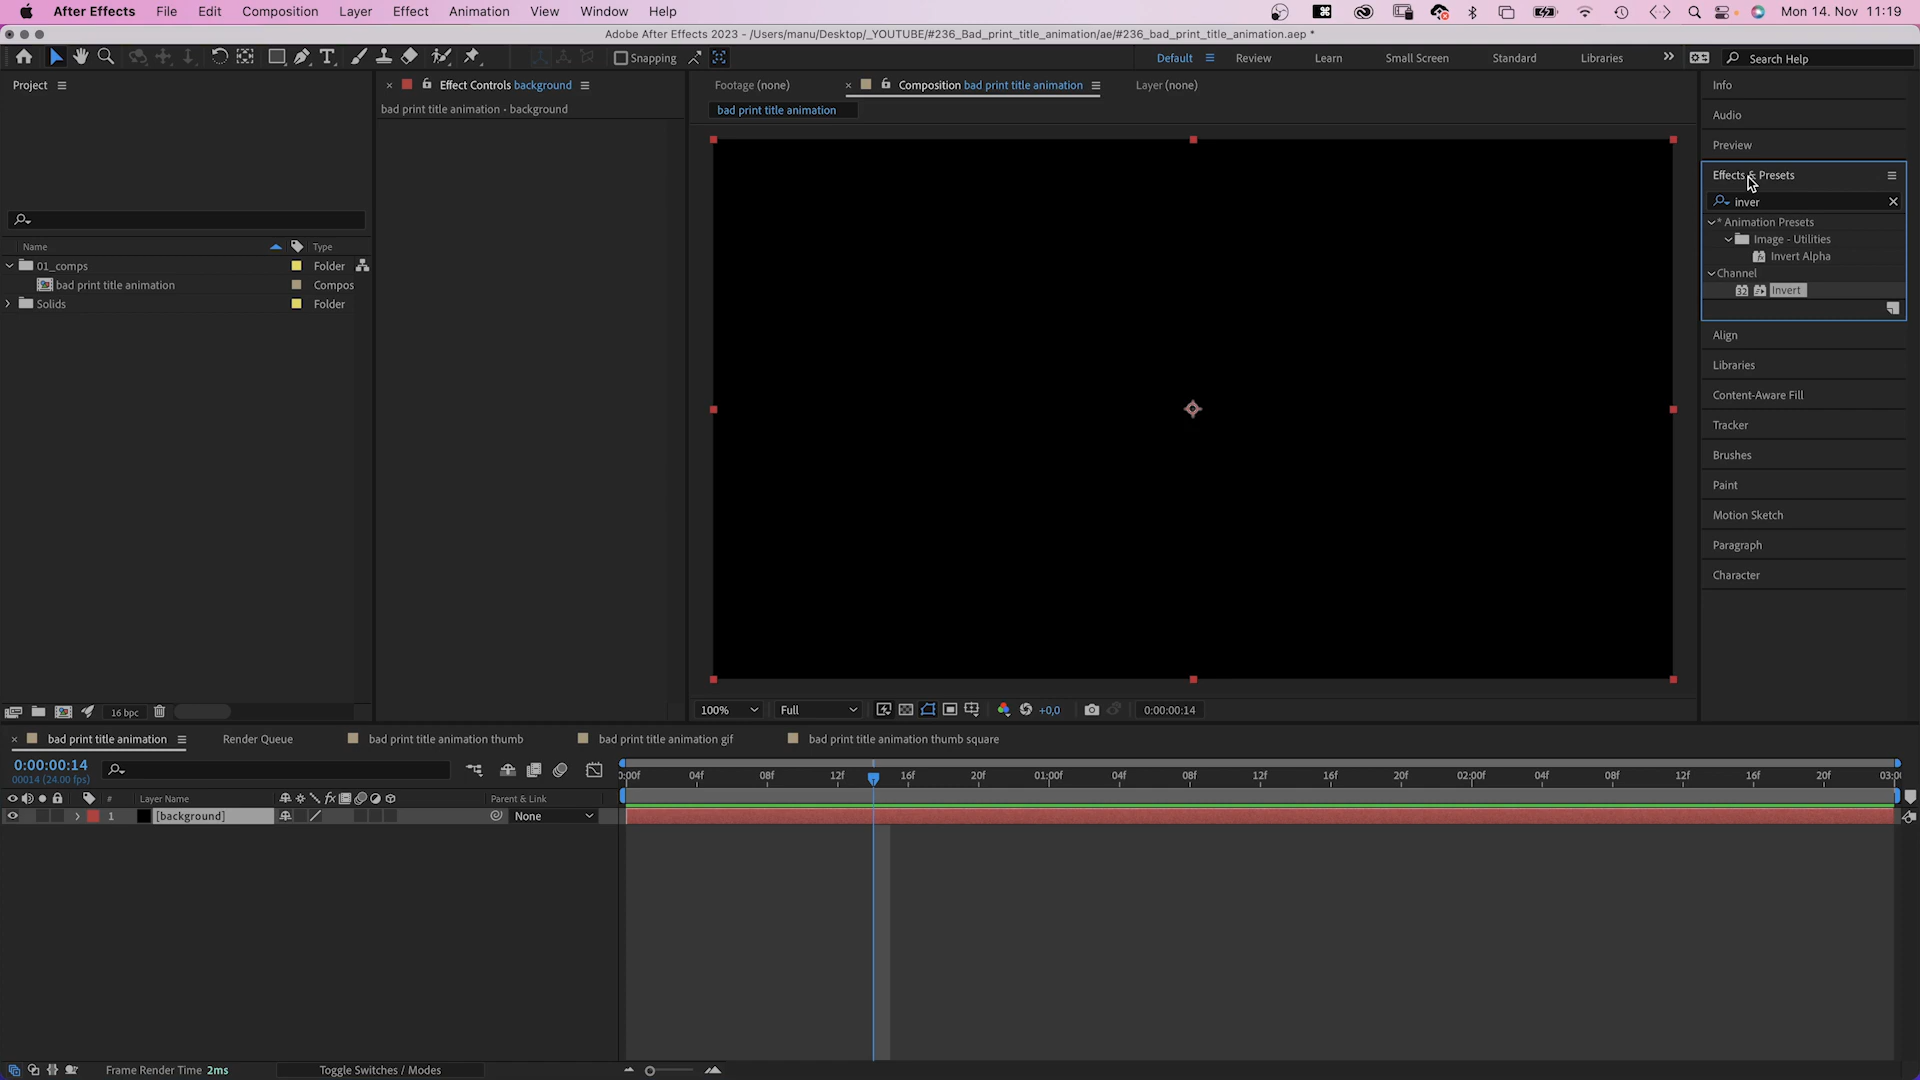 After Effects File Edit Composition Layer Effect Animation View Window Help Mon 14. Nov 11:19
Adobe After Effects 2023 - /Users/manu/Desktop/_YOUTUBE/#236_Bad_print_title_animation/ae/#236_bad_print_title_animation.aep *
Snapping Default Review Learn Small Screen Standard Libraries Search Help
Project
Effect Controls background
Footage (none)
Composition bad print title animation
Layer (none)
bad print title animation - background
bad print title animation
Name Type
01_comps Folder
bad print title animation Compos
Solids Folder
16 bpc
100% Full +0,0 0:00:00:14
Info
Audio
Preview
Effects & Presets
inver
* Animation Presets
Image - Utilities
Invert Alpha
Channel
32 Invert
Align
Libraries
Content-Aware Fill
Tracker
Brushes
Paint
Motion Sketch
Paragraph
Character
bad print title animation Render Queue bad print title animation thumb bad print title animation gif bad print title animation thumb square
0:00:00:14
00014 (24.00 fps)
0:00f 04f 08f 12f 16f 20f 01:00f 04f 08f 12f 16f 20f 02:00f 04f 08f 12f 16f 20f 03:0
# Layer Name fx Parent & Link
1 [background] None
Frame Render Time 2ms Toggle Switches / Modes